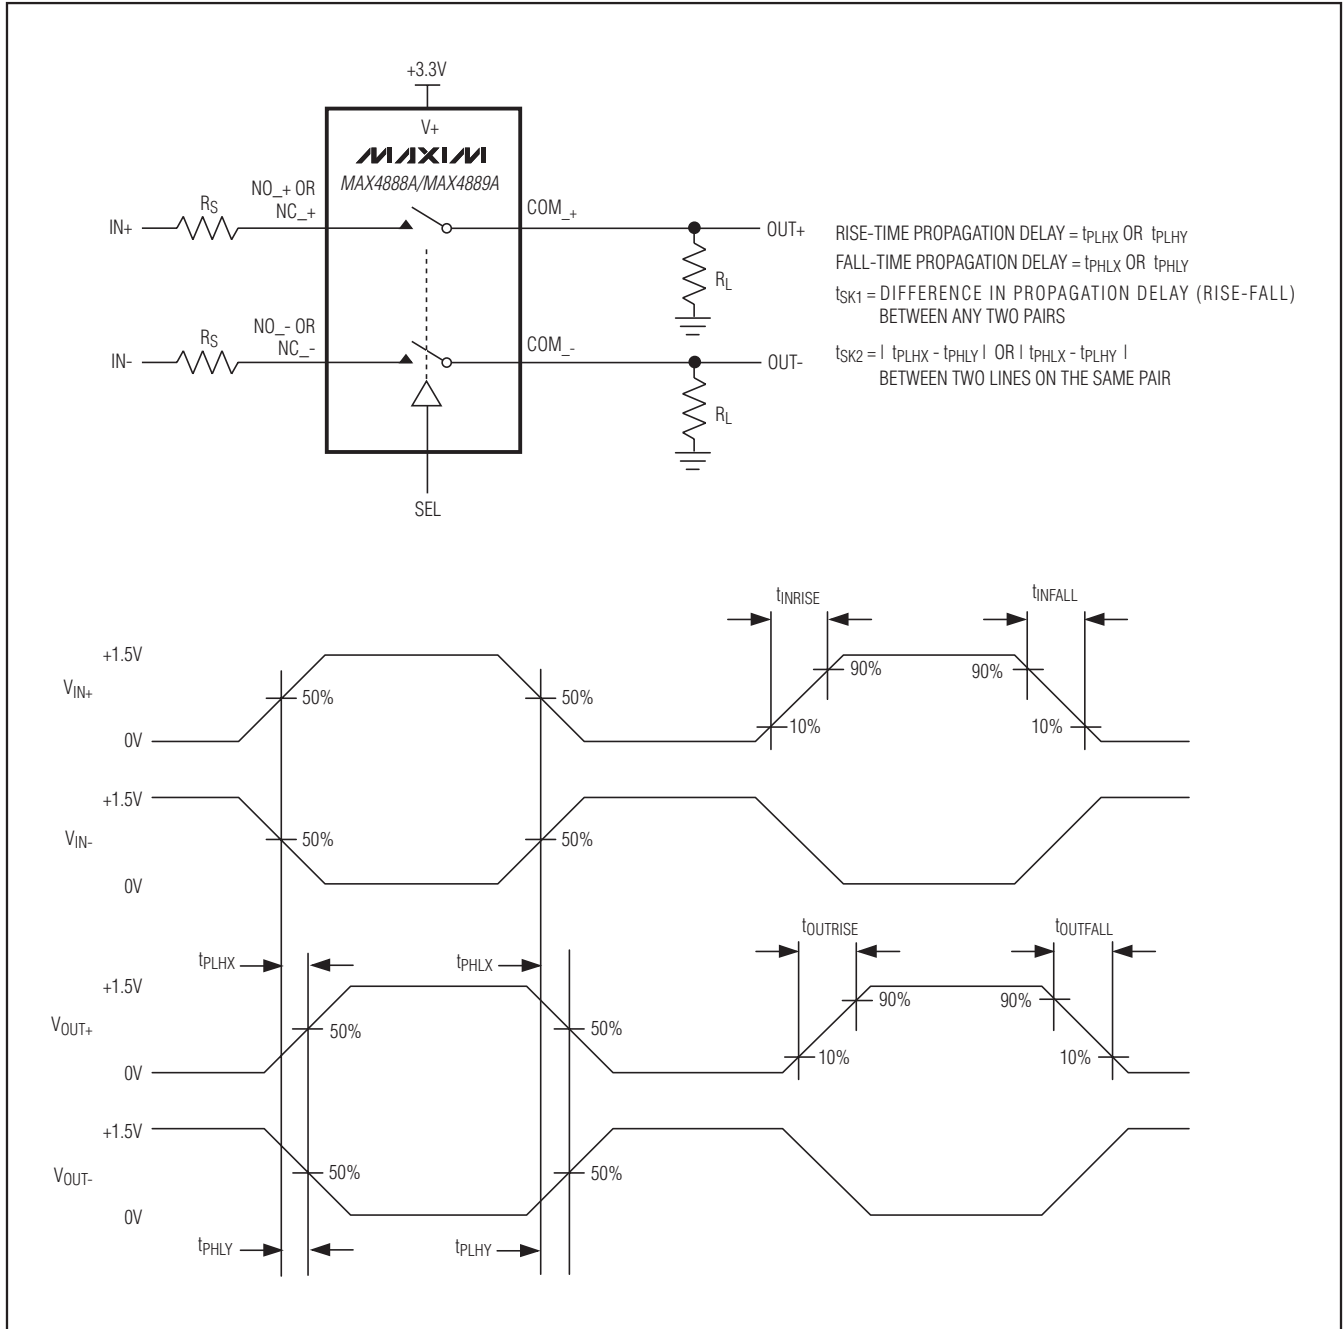 +3.3V
V+
MAXIM
MAX4888A/MAX4889A
NO_+ OR
NC_+
RS
IN+
COM_+
OUT+
RL
NO_- OR
NC_-
RS
IN-
COM_-
OUT-
RL
SEL
RISE-TIME PROPAGATION DELAY = tPLHX OR tPLHY
FALL-TIME PROPAGATION DELAY = tPHLX OR tPHLY
tSK1 = DIFFERENCE IN PROPAGATION DELAY (RISE-FALL)
BETWEEN ANY TWO PAIRS
tSK2 = | tPLHX - tPHLY | OR | tPHLX - tPLHY |
BETWEEN TWO LINES ON THE SAME PAIR
tINRISE
tINFALL
+1.5V
VIN+
0V
50%
50%
90%
10%
90%
10%
+1.5V
VIN-
0V
50%
50%
tPLHX
tPHLX
tOUTRISE
tOUTFALL
+1.5V
VOUT+
0V
50%
50%
90%
10%
90%
10%
+1.5V
VOUT-
0V
50%
50%
tPHLY
tPLHY